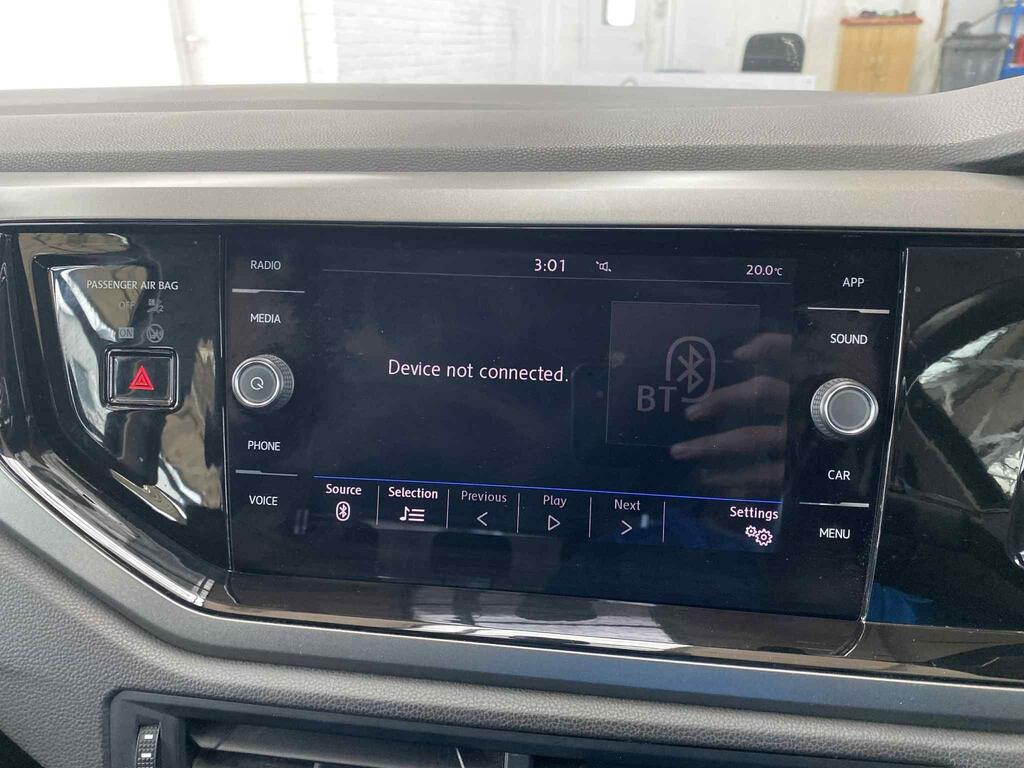 PASSENGER AIR BAG
OFF
ON
RADIO
MEDIA
PHONE
VOICE
3:01
20.0°C
Device not connected.
BT
Source
Selection
Previous
Play
Next
Settings
APP
SOUND
CAR
MENU